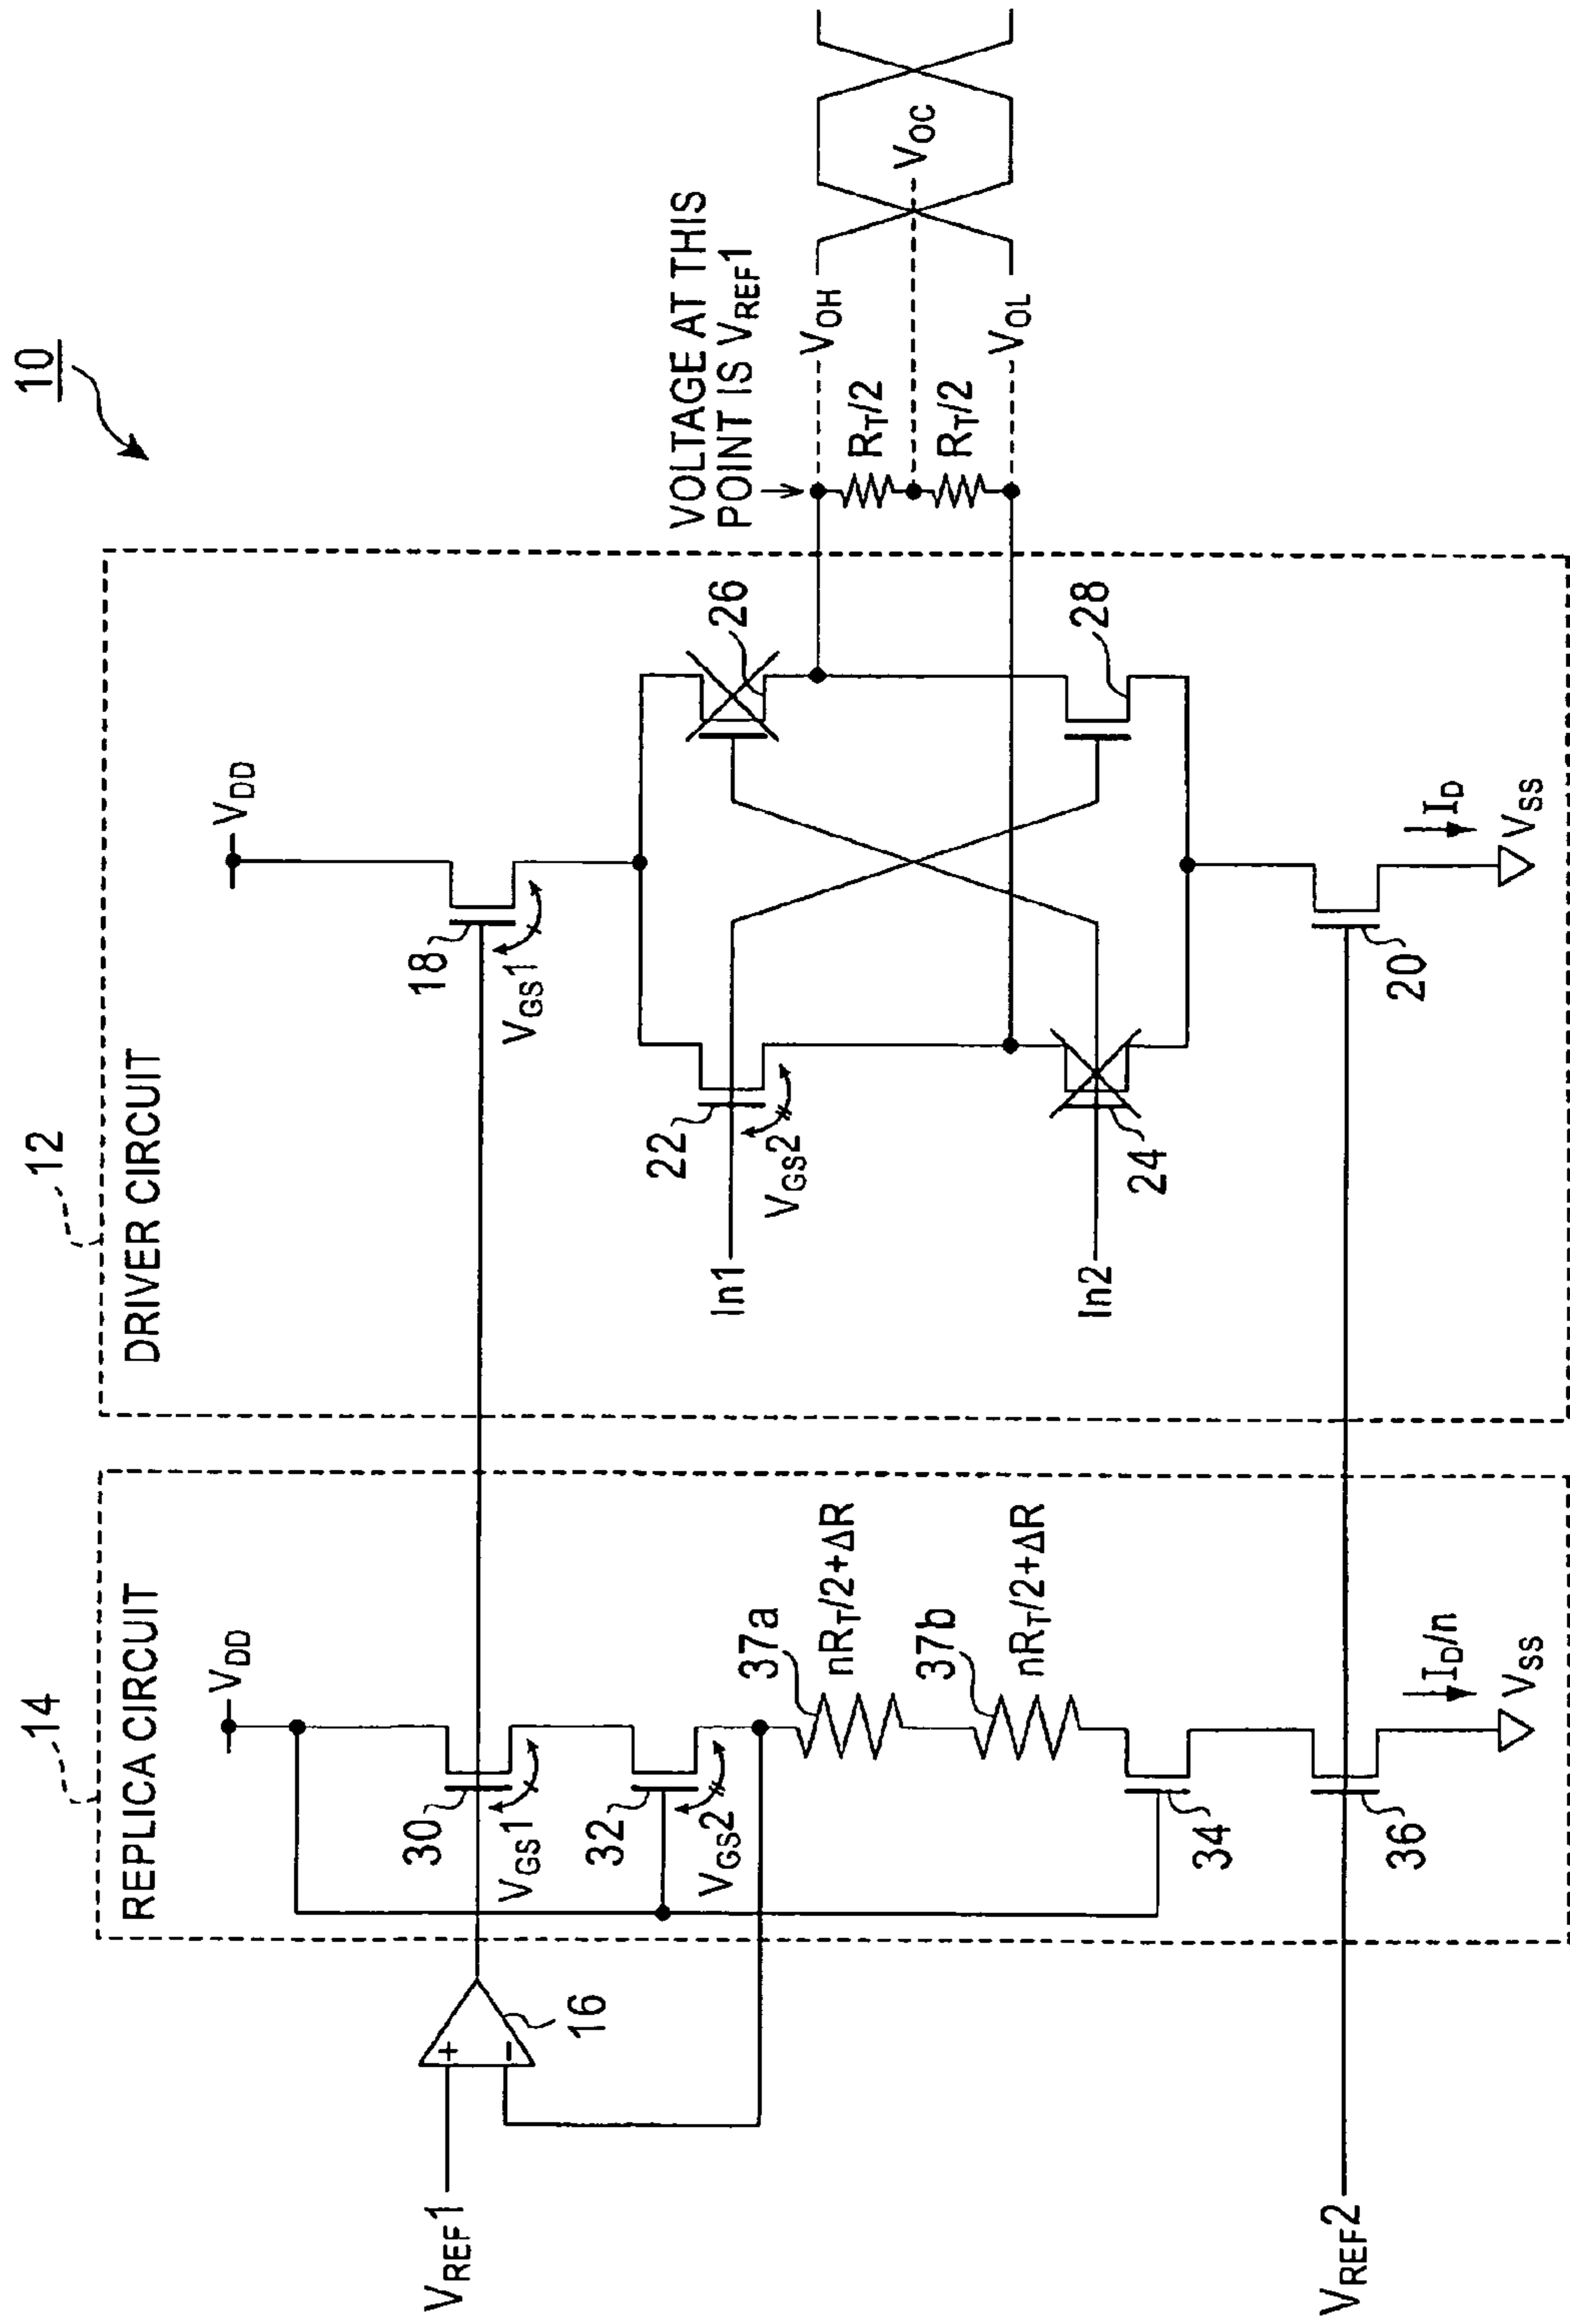 10
12
DRIVER CIRCUIT
14
REPLICA CIRCUIT
VDD
VDD
18
VGS1
30
VGS1
16
+
-
VREF1
22
VGS2
26
32
VGS2
In1
37a
nRT/2+ΔR
37b
nRT/2+ΔR
VOLTAGE AT THIS
POINT IS VREF1
VOH
RT/2
VOC
RT/2
VOL
28
24
In2
34
20
36
ID
VSS
ID/n
VSS
VREF2